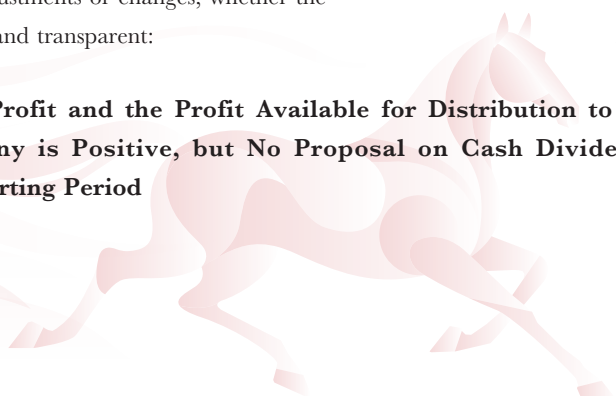 ustments or changes, whether the
and transparent:
Profit and the Profit Available for Distribution to
ny is Positive, but No Proposal on Cash Divide
rting Period